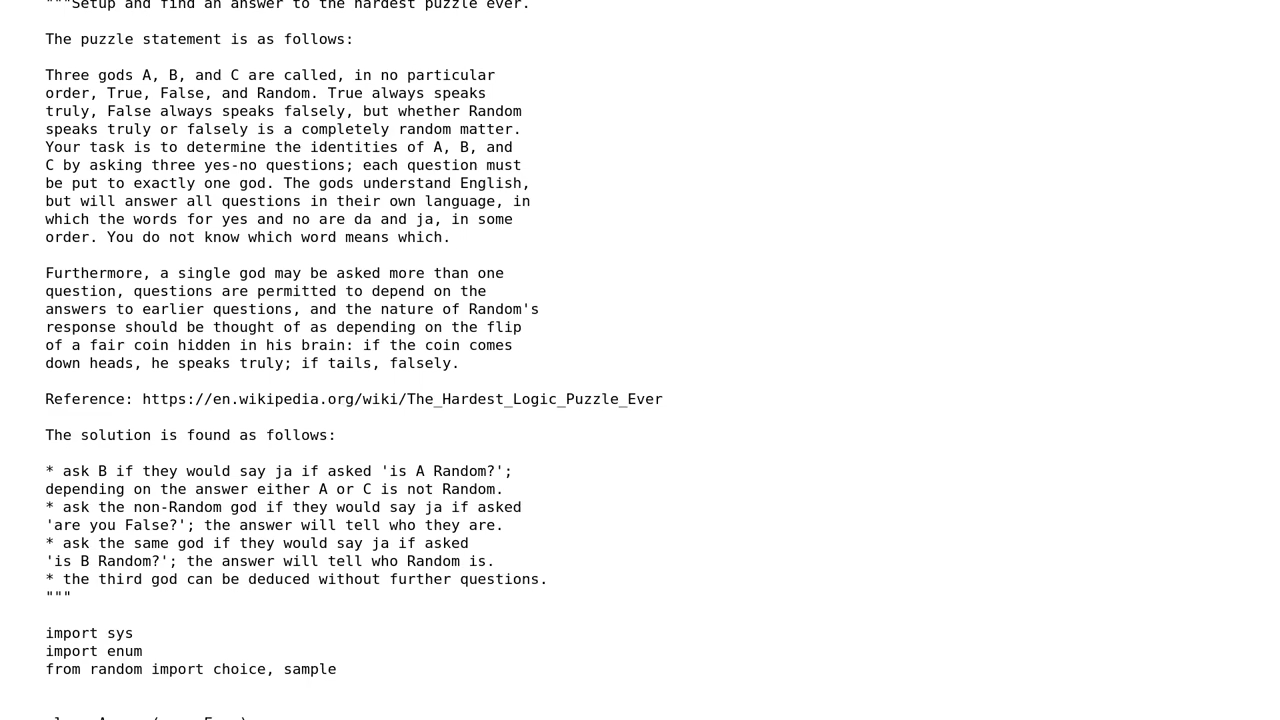 """Setup and find an answer to the hardest puzzle ever.
The puzzle statement is as follows:
Three gods A, B, and C are called, in no particular
order, True, False, and Random. True always speaks
truly, False always speaks falsely, but whether Random
speaks truly or falsely is a completely random matter.
Your task is to determine the identities of A, B, and
C by asking three yes-no questions; each question must
be put to exactly one god. The gods understand English,
but will answer all questions in their own language, in
which the words for yes and no are da and ja, in some
order. You do not know which word means which.
Furthermore, a single god may be asked more than one
question, questions are permitted to depend on the
answers to earlier questions, and the nature of Random's
response should be thought of as depending on the flip
of a fair coin hidden in his brain: if the coin comes
down heads, he speaks truly; if tails, falsely.
Reference: https://en.wikipedia.org/wiki/The_Hardest_Logic_Puzzle_Ever
The solution is found as follows:
* ask B if they would say ja if asked 'is A Random?';
depending on the answer either A or C is not Random.
* ask the non-Random god if they would say ja if asked
'are you False?'; the answer will tell who they are.
* ask the same god if they would say ja if asked
'is B Random?'; the answer will tell who Random is.
* the third god can be deduced without further questions.
"""
import sys
import enum
from random import choice, sample